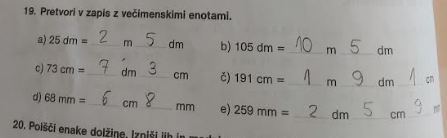 19. Pretvori v zapis z večimenskimi enotami.
a) 25 dm = 2 m 5 dm
b) 105 dm = 10 m 5 dm
c) 73 cm = 7 dm 3 cm
č) 191 cm = 1 m 9 dm 1 cm
d) 68 mm = 6 cm 8 mm
e) 259 mm = 2 dm 5 cm 9
20. Poišči enake dolžine. Izpiši jih in